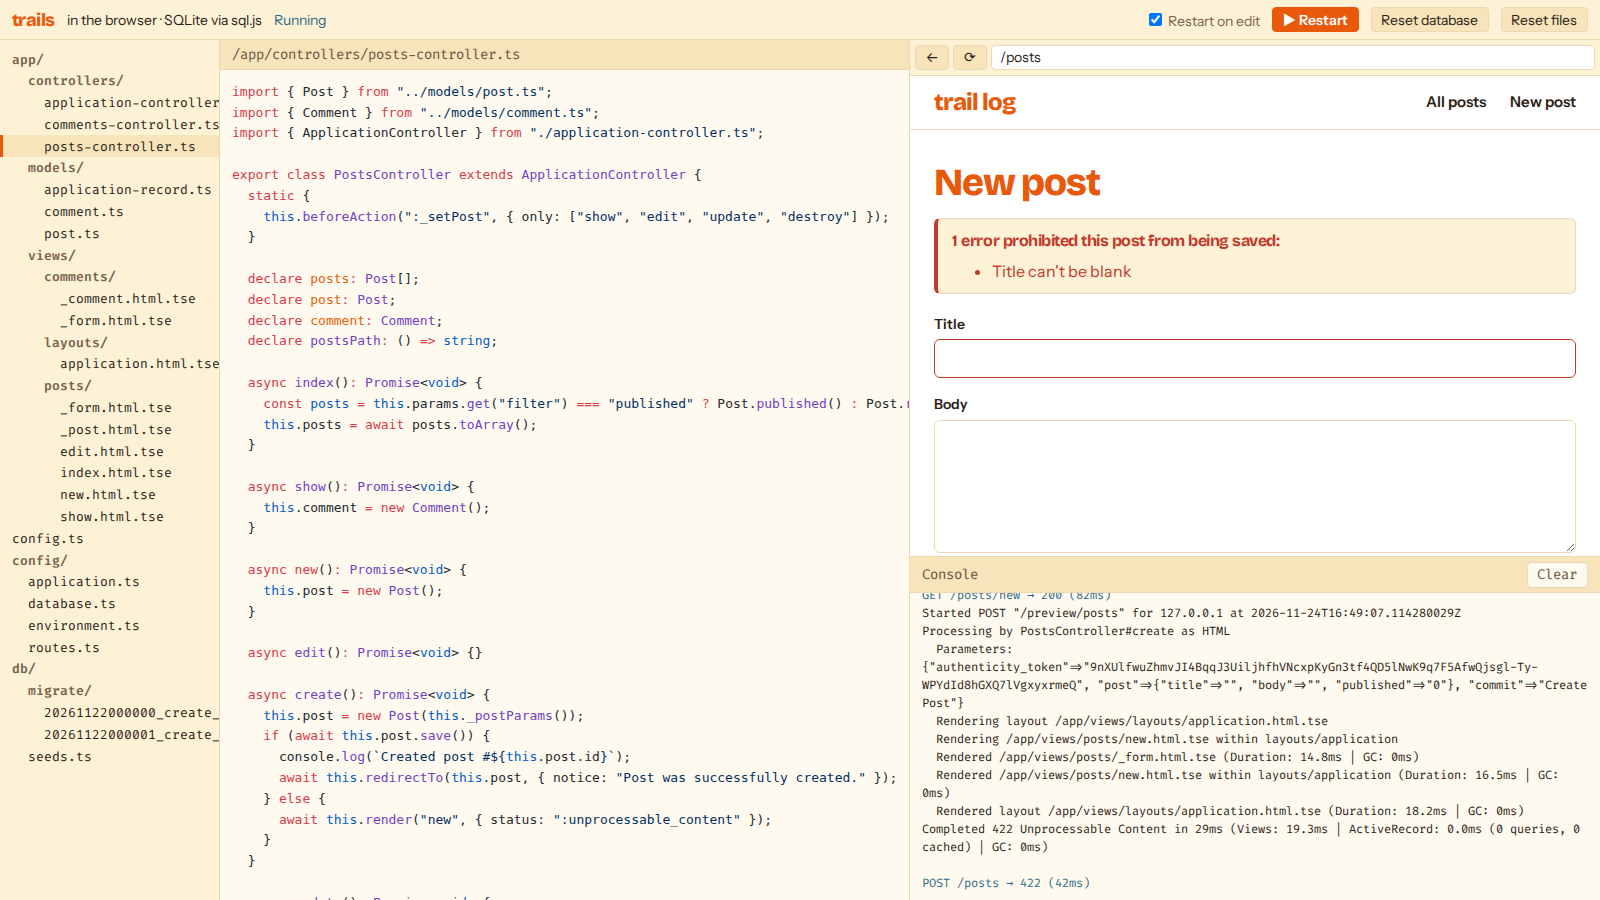 trails in the browser · SQLite via sql.js Running
Restart on edit ▶ Restart Reset database Reset files
app/
controllers/
application-controller
comments-controller.ts
posts-controller.ts
models/
application-record.ts
comment.ts
post.ts
views/
comments/
_comment.html.tse
_form.html.tse
layouts/
application.html.tse
posts/
_form.html.tse
_post.html.tse
edit.html.tse
index.html.tse
new.html.tse
show.html.tse
config.ts
config/
application.ts
database.ts
environment.ts
routes.ts
db/
migrate/
20261122000000_create_
20261122000001_create_
seeds.ts
/app/controllers/posts-controller.ts
import { Post } from "../models/post.ts";
import { Comment } from "../models/comment.ts";
import { ApplicationController } from "./application-controller.ts";
export class PostsController extends ApplicationController {
static {
this.beforeAction(":_setPost", { only: ["show", "edit", "update", "destroy"] });
}
declare posts: Post[];
declare post: Post;
declare comment: Comment;
declare postsPath: () => string;
async index(): Promise<void> {
const posts = this.params.get("filter") === "published" ? Post.published() : Post.
this.posts = await posts.toArray();
}
async show(): Promise<void> {
this.comment = new Comment();
}
async new(): Promise<void> {
this.post = new Post();
}
async edit(): Promise<void> {}
async create(): Promise<void> {
this.post = new Post(this._postParams());
if (await this.post.save()) {
console.log(`Created post #${this.post.id}`);
await this.redirectTo(this.post, { notice: "Post was successfully created." });
} else {
await this.render("new", { status: ":unprocessable_content" });
}
}
← ⟳ /posts
trail log All posts New post
New post
1 error prohibited this post from being saved:
• Title can't be blank
Title
Body
Console Clear
GET /posts/new → 200 (82ms)
Started POST "/preview/posts" for 127.0.0.1 at 2026-11-24T16:49:07.114280029Z
Processing by PostsController#create as HTML
Parameters:
{"authenticity_token"=>"9nXUlfwuZhmvJI4BqqJ3UiljhfhVNcxpKyGn3tf4QD5lNwK9q7F5AfwQjsgl-Ty-
WPYdId8hGXQ7lVgxyxrmeQ", "post"=>{"title"=>"", "body"=>"", "published"=>"0"}, "commit"=>"Create
Post"}
Rendering layout /app/views/layouts/application.html.tse
Rendering /app/views/posts/new.html.tse within layouts/application
Rendered /app/views/posts/_form.html.tse (Duration: 14.8ms | GC: 0ms)
Rendered /app/views/posts/new.html.tse within layouts/application (Duration: 16.5ms | GC:
0ms)
Rendered layout /app/views/layouts/application.html.tse (Duration: 18.2ms | GC: 0ms)
Completed 422 Unprocessable Content in 29ms (Views: 19.3ms | ActiveRecord: 0.0ms (0 queries, 0
cached) | GC: 0ms)
POST /posts → 422 (42ms)